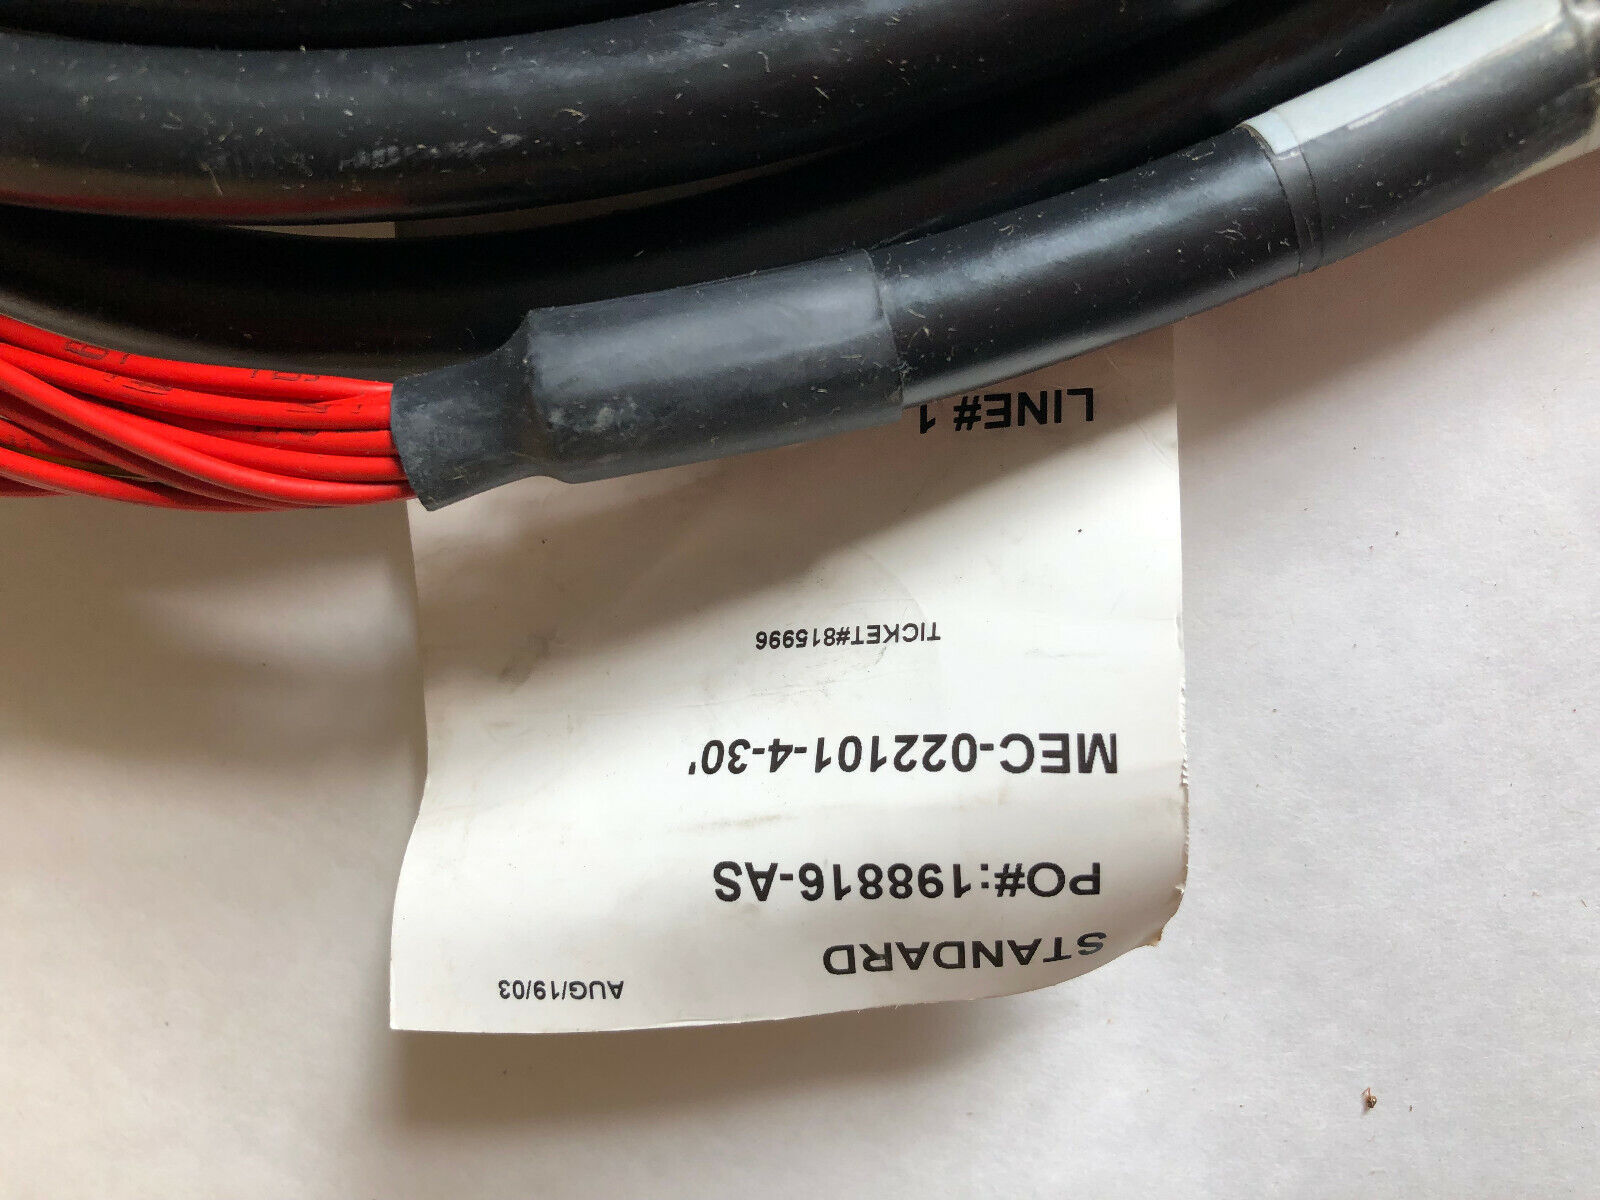 AUG/19/03
STANDARD
PO#:198816-AS
MEC-022101-4-30'
TICKET#815996
LINE# 1